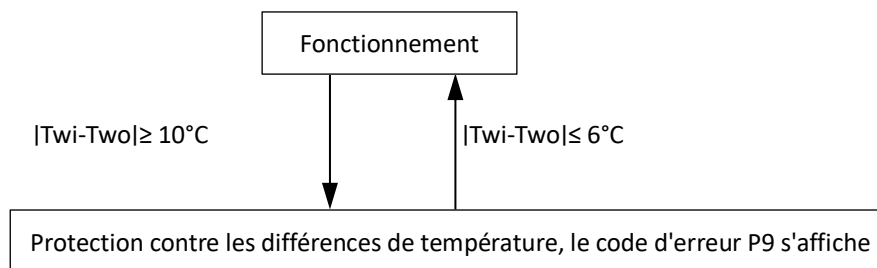 Fonctionnement
|Twi-Two|≥ 10°C
|Twi-Two|≤ 6°C
Protection contre les différences de température, le code d'erreur P9 s'affiche